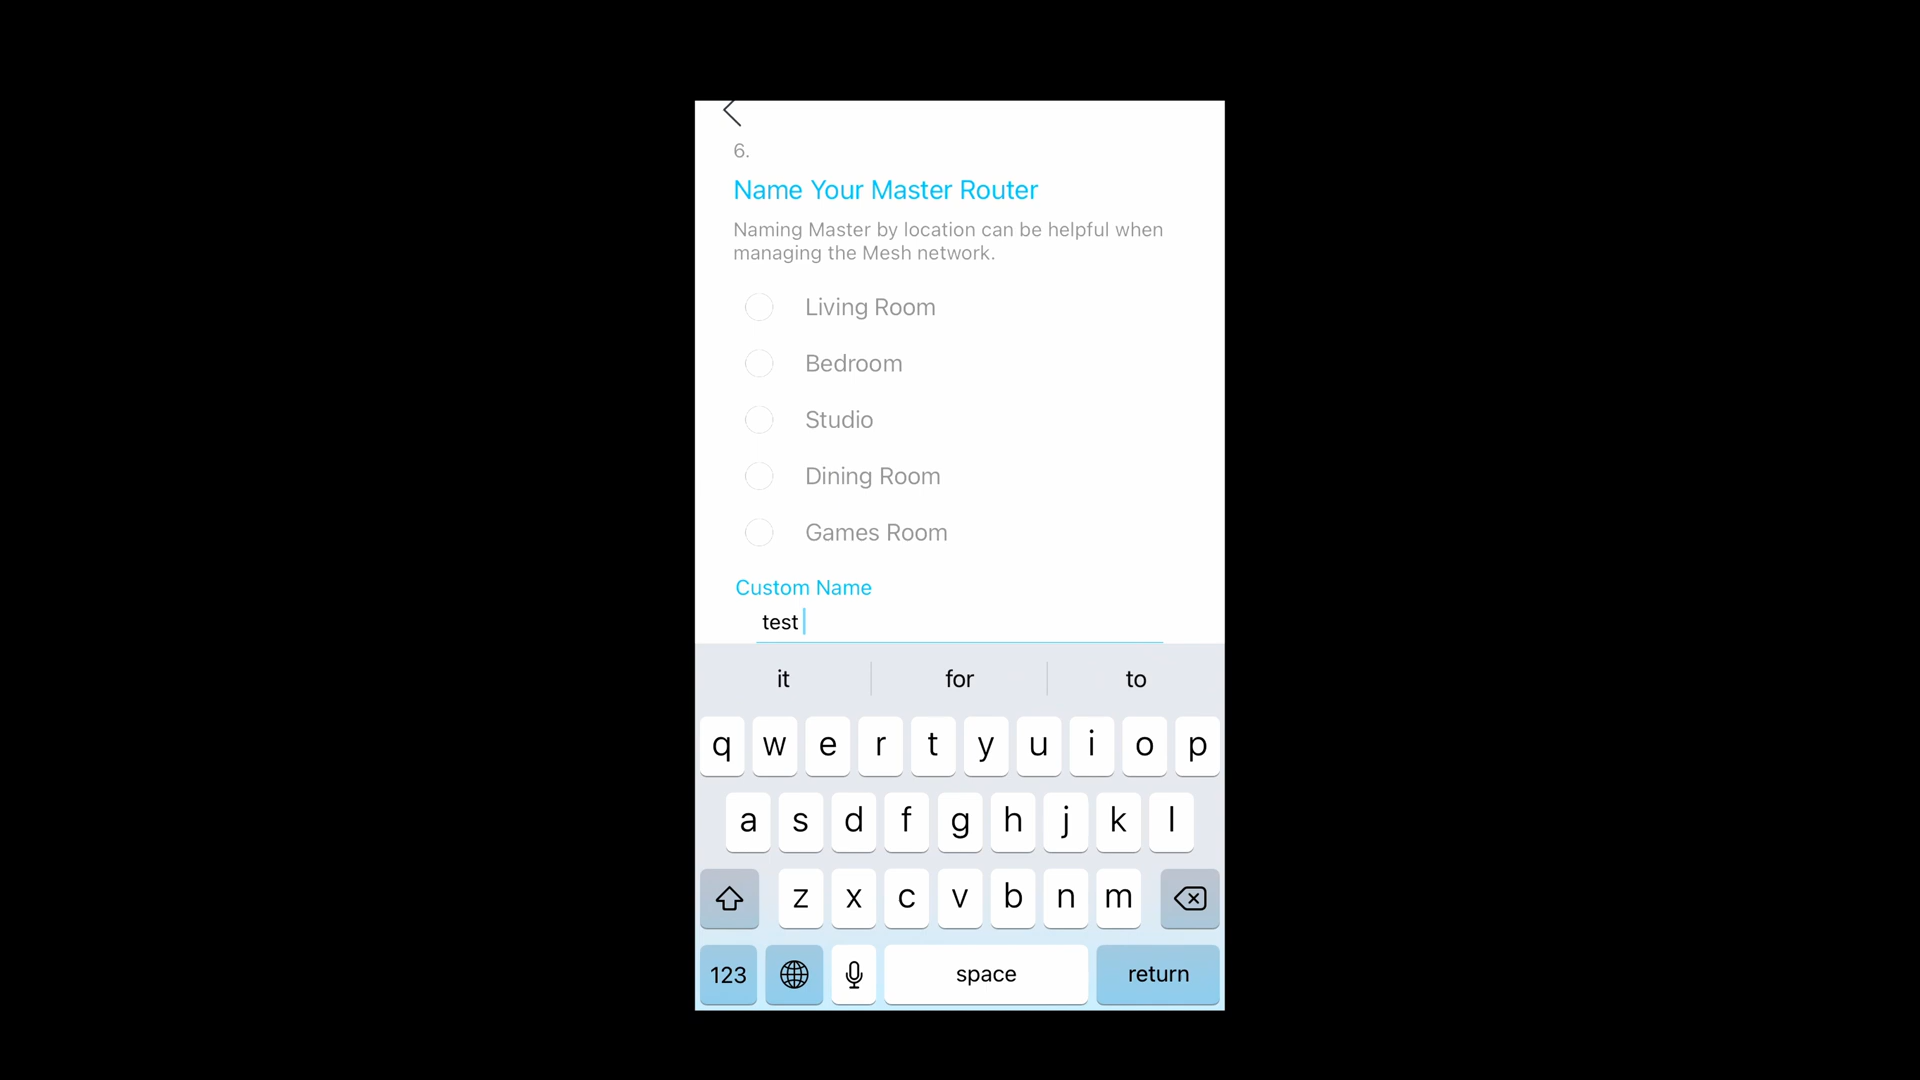 6.
Name Your Master Router
Naming Master by location can be helpful when
managing the Mesh network.
Living Room
Bedroom
Studio
Dining Room
Games Room
Custom Name
test
it for to
q w e r t y u i o p
a s d f g h j k l
z x c v b n m
123 space return